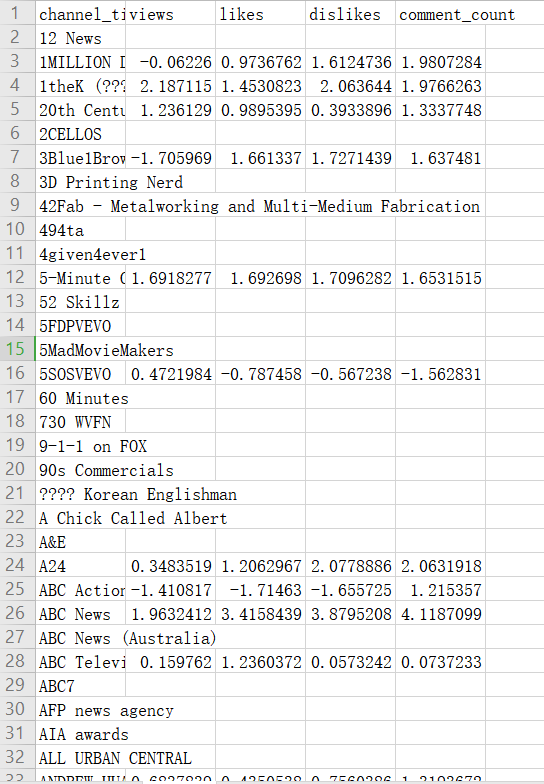 1 channel_ti views likes dislikes comment_count
2 12 News
3 1MILLION D -0.06226 0.9736762 1.6124736 1.9807284
4 1theK (??? 2.187115 1.4530823 2.063644 1.9766263
5 20th Centu 1.236129 0.9895395 0.3933896 1.3337748
6 2CELLOS
7 3Blue1Brow -1.705969 1.661337 1.7271439 1.637481
8 3D Printing Nerd
9 42Fab - Metalworking and Multi-Medium Fabrication
10 494ta
11 4given4ever1
12 5-Minute C 1.6918277 1.692698 1.7096282 1.6531515
13 52 Skillz
14 5FDPVEVO
15 5MadMovieMakers
16 5SOSVEVO 0.4721984 -0.787458 -0.567238 -1.562831
17 60 Minutes
18 730 WVFN
19 9-1-1 on FOX
20 90s Commercials
21 ???? Korean Englishman
22 A Chick Called Albert
23 A&E
24 A24 0.3483519 1.2062967 2.0778886 2.0631918
25 ABC Action -1.410817 -1.71463 -1.655725 1.215357
26 ABC News 1.9632412 3.4158439 3.8795208 4.1187099
27 ABC News (Australia)
28 ABC Televi 0.159762 1.2360372 0.0573242 0.0737233
29 ABC7
30 AFP news agency
31 AIA awards
32 ALL URBAN CENTRAL